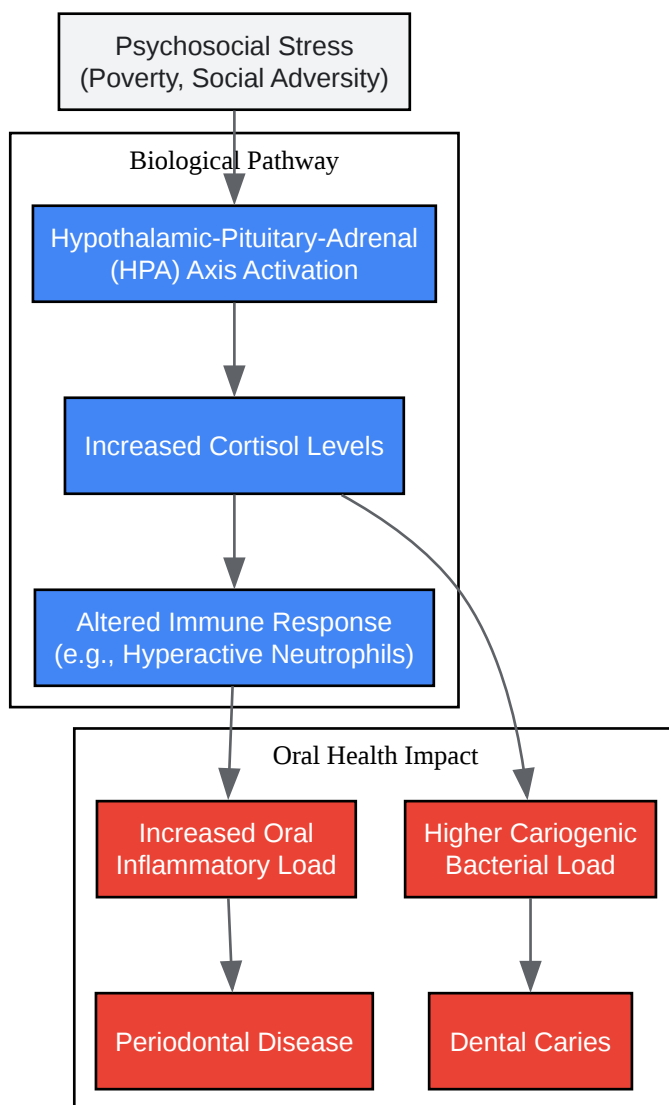 Psychosocial Stress
(Poverty, Social Adversity)
Biological Pathway
Hypothalamic-Pituitary-Adrenal
(HPA) Axis Activation
Increased Cortisol Levels
Altered Immune Response
(e.g., Hyperactive Neutrophils)
Oral Health Impact
Increased Oral
Inflammatory Load
Higher Cariogenic
Bacterial Load
Periodontal Disease
Dental Caries